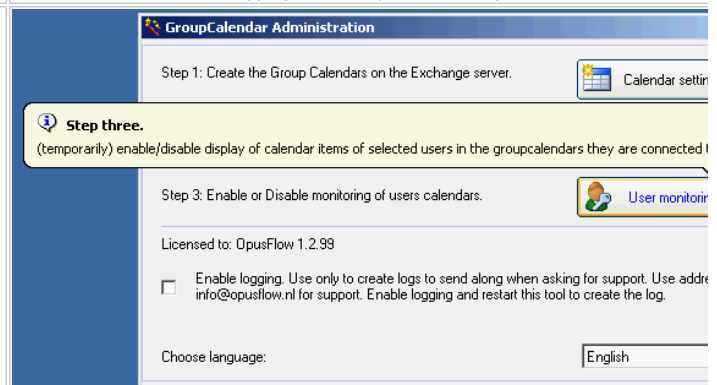 GroupCalendar Administration
Step 1: Create the Group Calendars on the Exchange server.
Calendar settin
Step three.
(temporarily) enable/disable display of calendar items of selected users in the groupcalendars they are connected
Step 3: Enable or Disable monitoring of users calendars.
User monitorin
Licensed to: OpusFlow 1.2.99
Enable logging. Use only to create logs to send along when asking for support. Use addre
info@opusflow.nl for support. Enable logging and restart this tool to create the log.
Choose language:
English